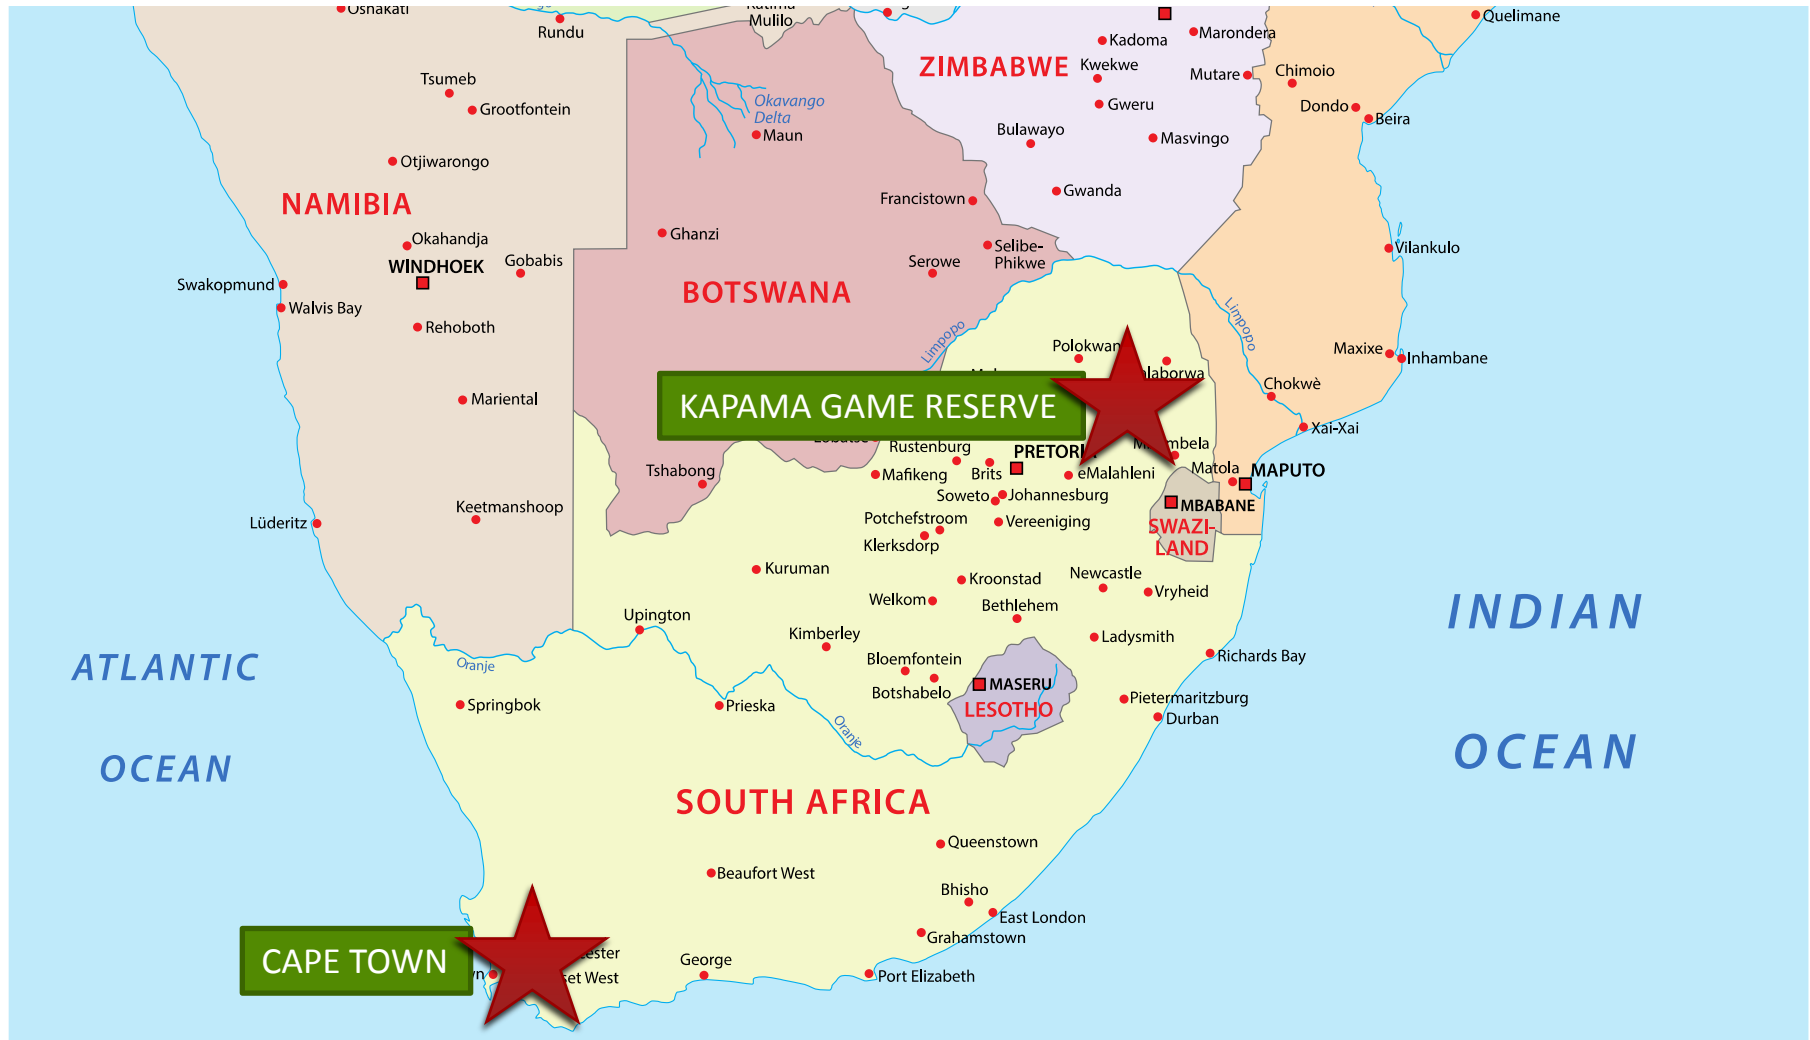 Oshakati
Rundu
Mulilo
Quelimane
Kadoma
Marondera
ZIMBABWE
Kwekwe
Mutare
Chimoio
Tsumeb
Grootfontein
Okavango
Delta
Maun
Gweru
Dondo
Beira
Bulawayo
Masvingo
Otjiwarongo
NAMIBIA
Francistown
Gwanda
Okahandja
WINDHOEK
Gobabis
Ghanzi
Selibe-
Phikwe
Serowe
Vilankulo
Swakopmund
Walvis Bay
BOTSWANA
Rehoboth
Limpopo
Limpopo
Maxixe
Inhambane
Chokwè
Mariental
KAPAMA GAME RESERVE
Xai-Xai
Rustenburg
PRETORIA
Tshabong
Mafikeng
Brits
eMalahleni
Matola
MAPUTO
Soweto
Johannesburg
MBABANE
Keetmanshoop
Lüderitz
Potchefstroom
Vereeniging
SWAZI-
LAND
Klerksdorp
Kuruman
Kroonstad
Newcastle
Vryheid
Welkom
Bethlehem
Upington
Kimberley
Ladysmith
INDIAN
Oranje
Bloemfontein
Richards Bay
ATLANTIC
Botshabelo
MASERU
LESOTHO
Springbok
Prieska
Pietermaritzburg
Durban
Oranje
OCEAN
OCEAN
SOUTH AFRICA
Queenstown
Beaufort West
Bhisho
East London
Grahamstown
CAPE TOWN
George
Port Elizabeth